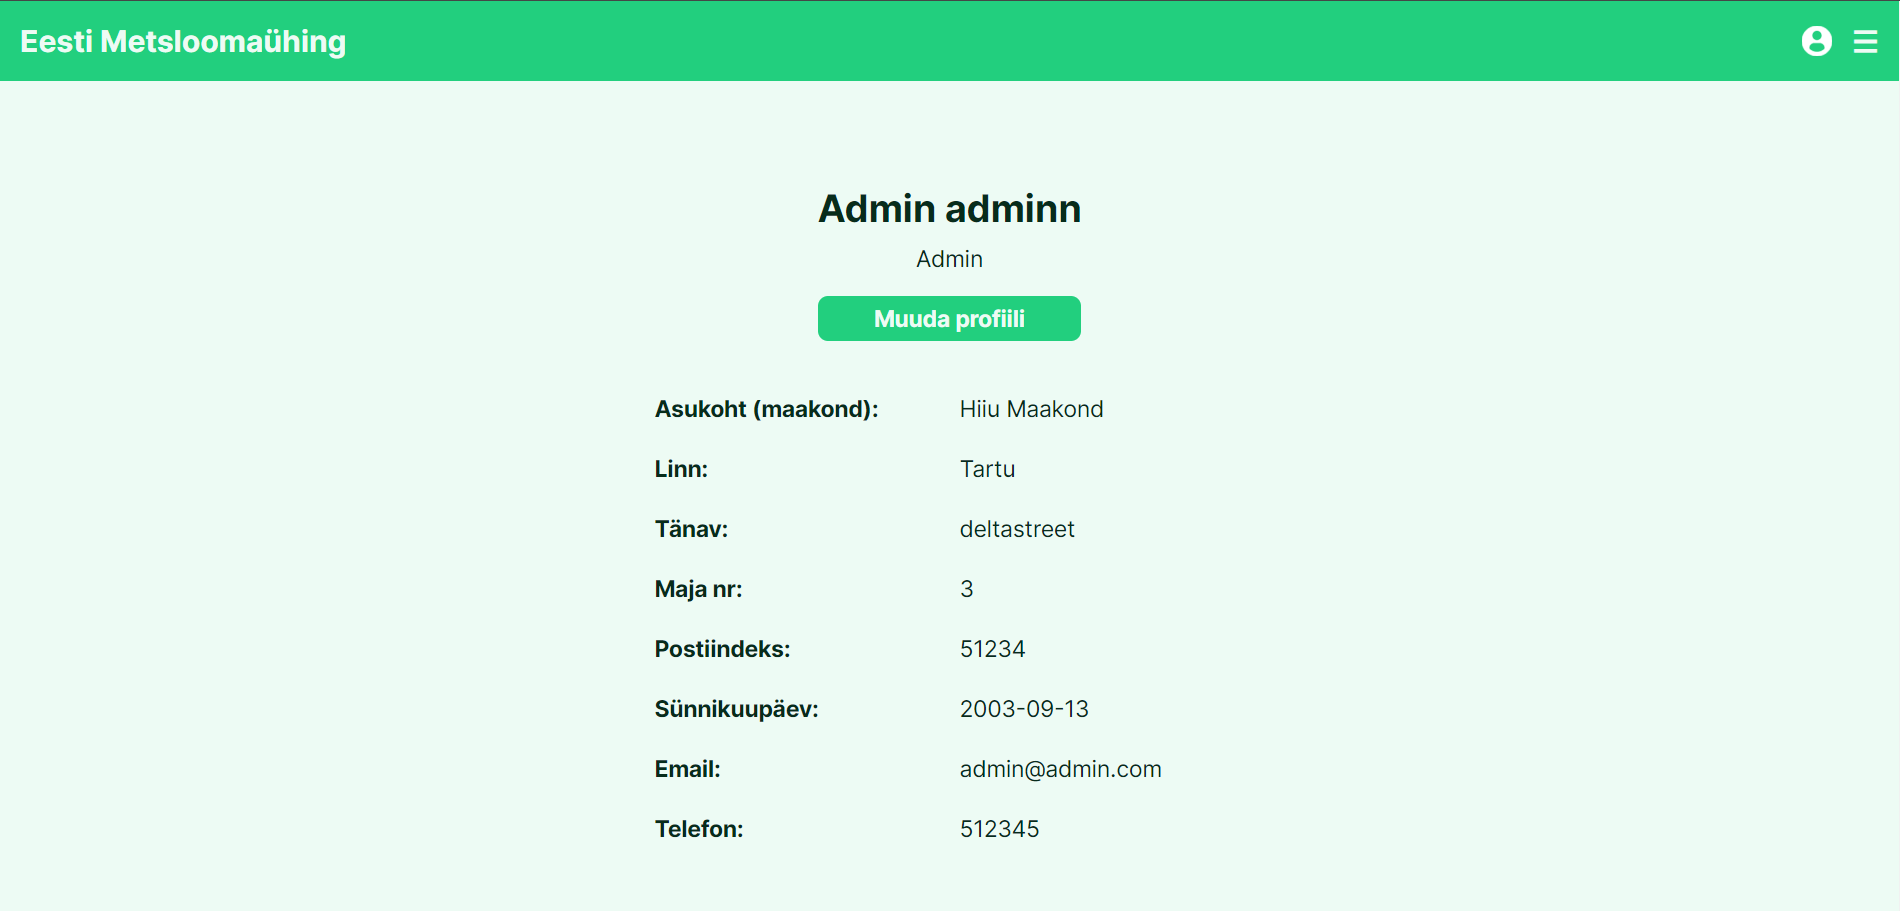 Eesti Metsloomaühing
Admin adminn
Admin
Muuda profiili
Asukoht (maakond): Hiiu Maakond
Linn: Tartu
Tänav: deltastreet
Maja nr: 3
Postiindeks: 51234
Sünnikuupäev: 2003-09-13
Email: admin@admin.com
Telefon: 512345